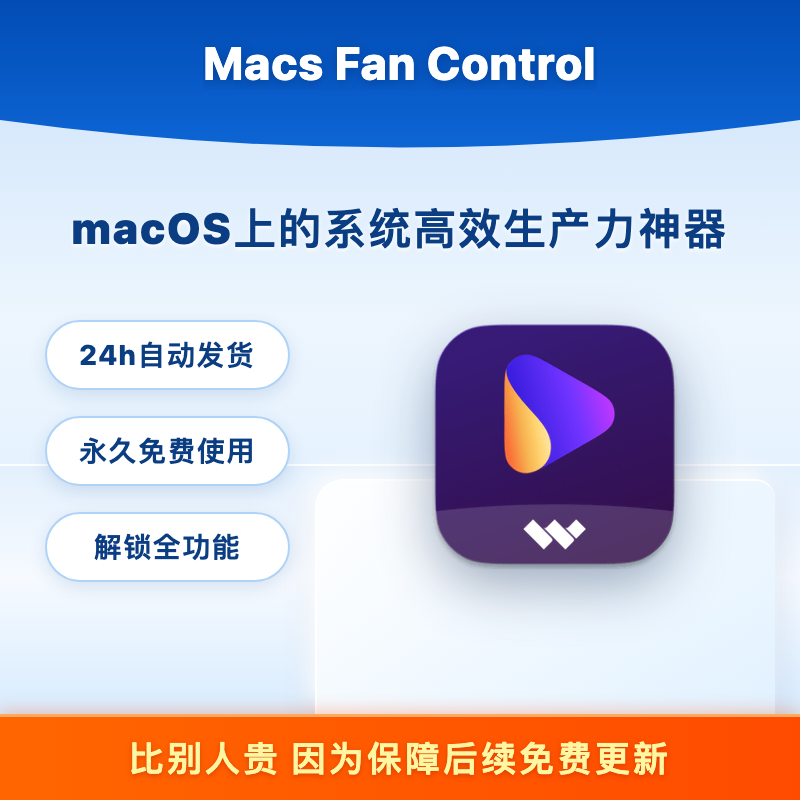 Macs Fan Control
macOS上的系统高效生产力神器
24h自动发货
永久免费使用
解锁全功能
比别人贵 因为保障后续免费更新